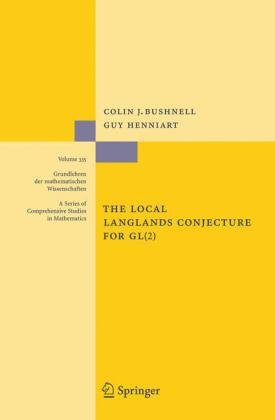 COLIN J. BUSHNELL
GUY HENNIART
Volume 335
Grundlehren
der mathematischen
Wissenschaften
A Series of
Comprehensive Studies
in Mathematics
THE LOCAL
LANGLANDS CONJECTURE
FOR GL(2)
Springer